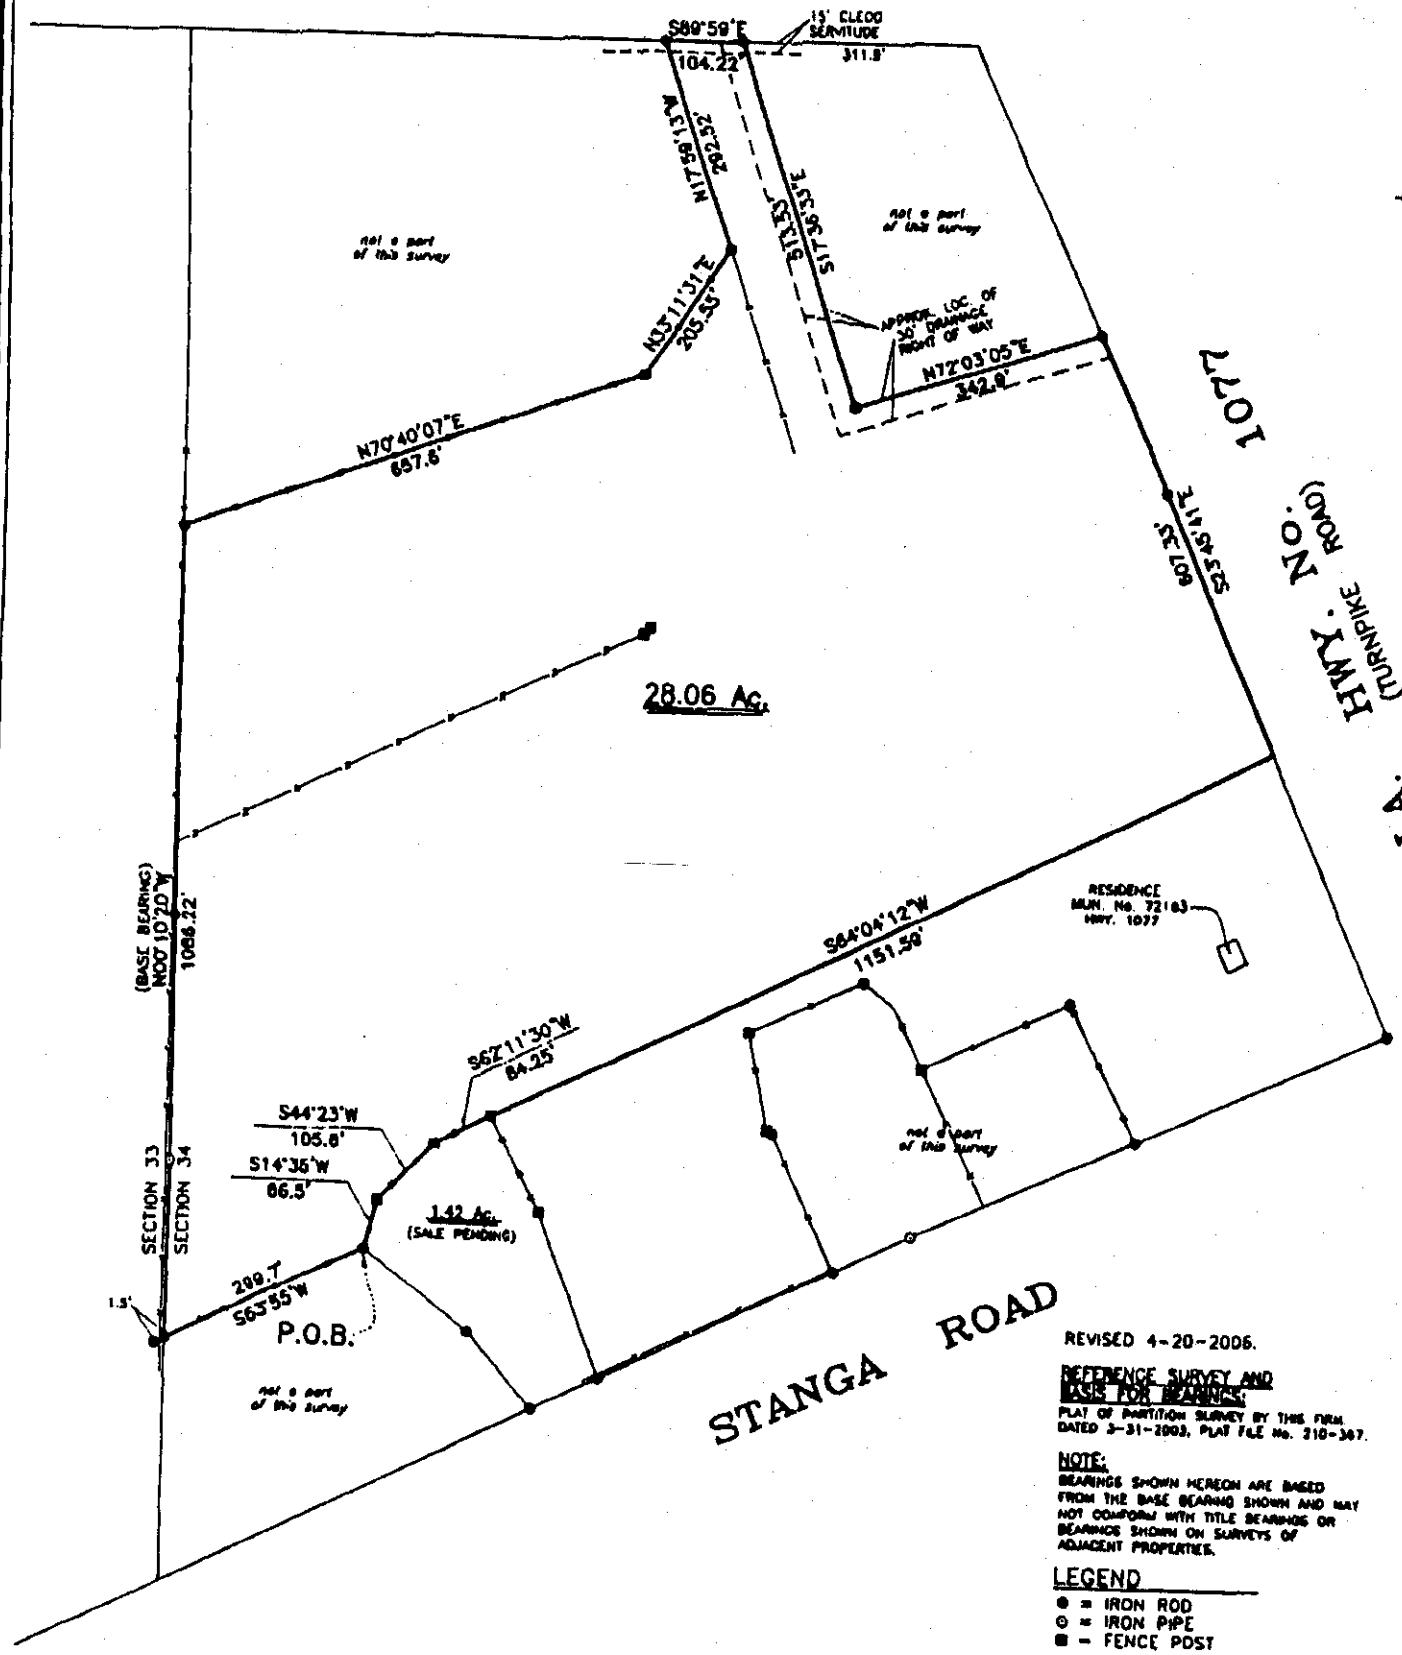 S89°59'E
104.22'
15' CLECO
SERVITUDE
311.9'
N17°59'13"W
292.52'
not a part
of this survey
N33°11'31"E
205.55'
513.53'
S17°36'33"E
not a part
of this survey
APPROX. LOC. OF
30' DRAINAGE
RIGHT OF WAY
N72°03'05"E
342.9'
N70°40'07"E
657.6'
1077
HWY. NO.
(TURNPIKE ROAD)
S23°45'41"E
607.33'
28.06 Ac.
(BASE BEARING)
N00°10'20"W
1086.22'
S64°04'12"W
1151.59'
RESIDENCE
MUN. No. 72163
HWY. 1077
S62°11'30"W
84.25'
S44°23'W
105.6'
S14°35'W
66.5'
1.42 Ac.
(SALE PENDING)
not a part
of this survey
SECTION 33
SECTION 34
299.7'
S63°55'W
1.5'
P.O.B.
not a part
of this survey
STANGA ROAD
REVISED 4-20-2006.
REFERENCE SURVEY AND
BASIS FOR BEARINGS:
PLAT OF PARTITION SURVEY BY THIS FIRM
DATED 3-31-2003, PLAT FILE No. 210-367.
NOTE:
BEARINGS SHOWN HEREON ARE BASED
FROM THE BASE BEARING SHOWN AND MAY
NOT CONFORM WITH TITLE BEARINGS OR
BEARINGS SHOWN ON SURVEYS OF
ADJACENT PROPERTIES.
LEGEND
● = IRON ROD
⊙ = IRON PIPE
■ = FENCE POST